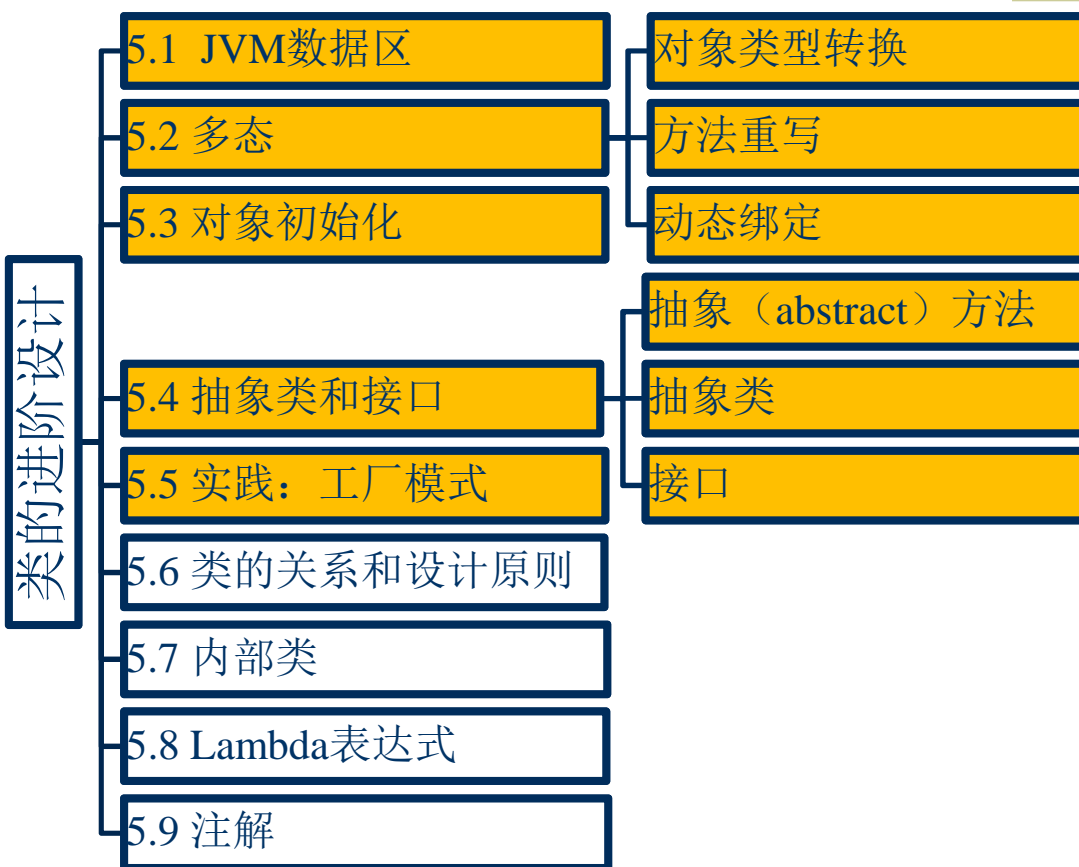 类的进阶设计
5.1 JVM数据区
5.2 多态
对象类型转换
方法重写
动态绑定
5.3 对象初始化
5.4 抽象类和接口
抽象（abstract）方法
抽象类
接口
5.5 实践：工厂模式
5.6 类的关系和设计原则
5.7 内部类
5.8 Lambda表达式
5.9 注解